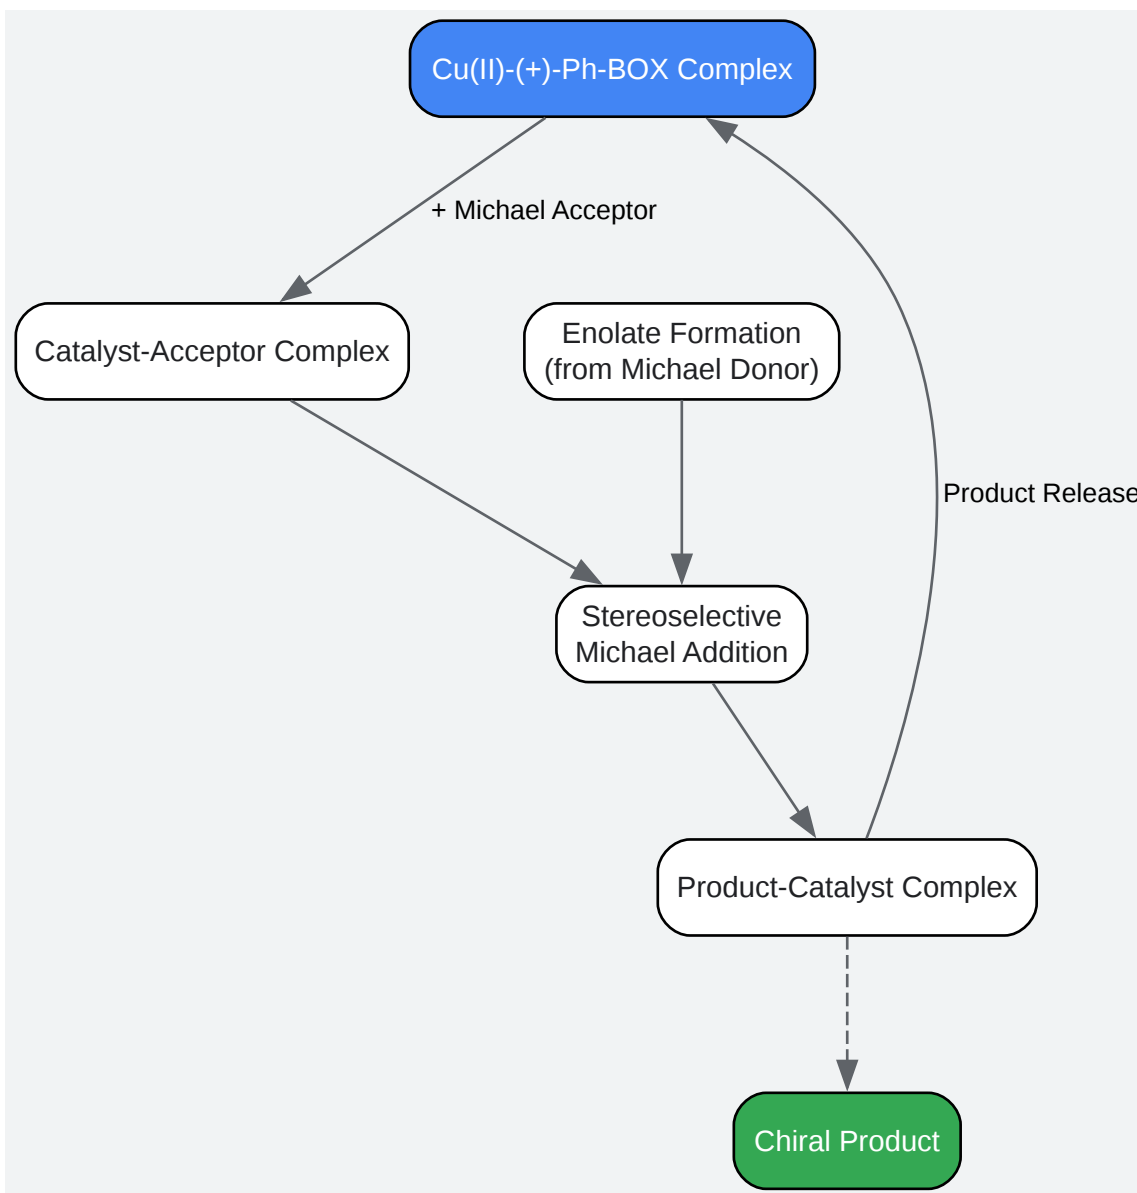 Cu(II)-(+)-Ph-BOX Complex
+ Michael Acceptor
Catalyst-Acceptor Complex
Enolate Formation
(from Michael Donor)
Product Release
Stereoselective
Michael Addition
Product-Catalyst Complex
Chiral Product